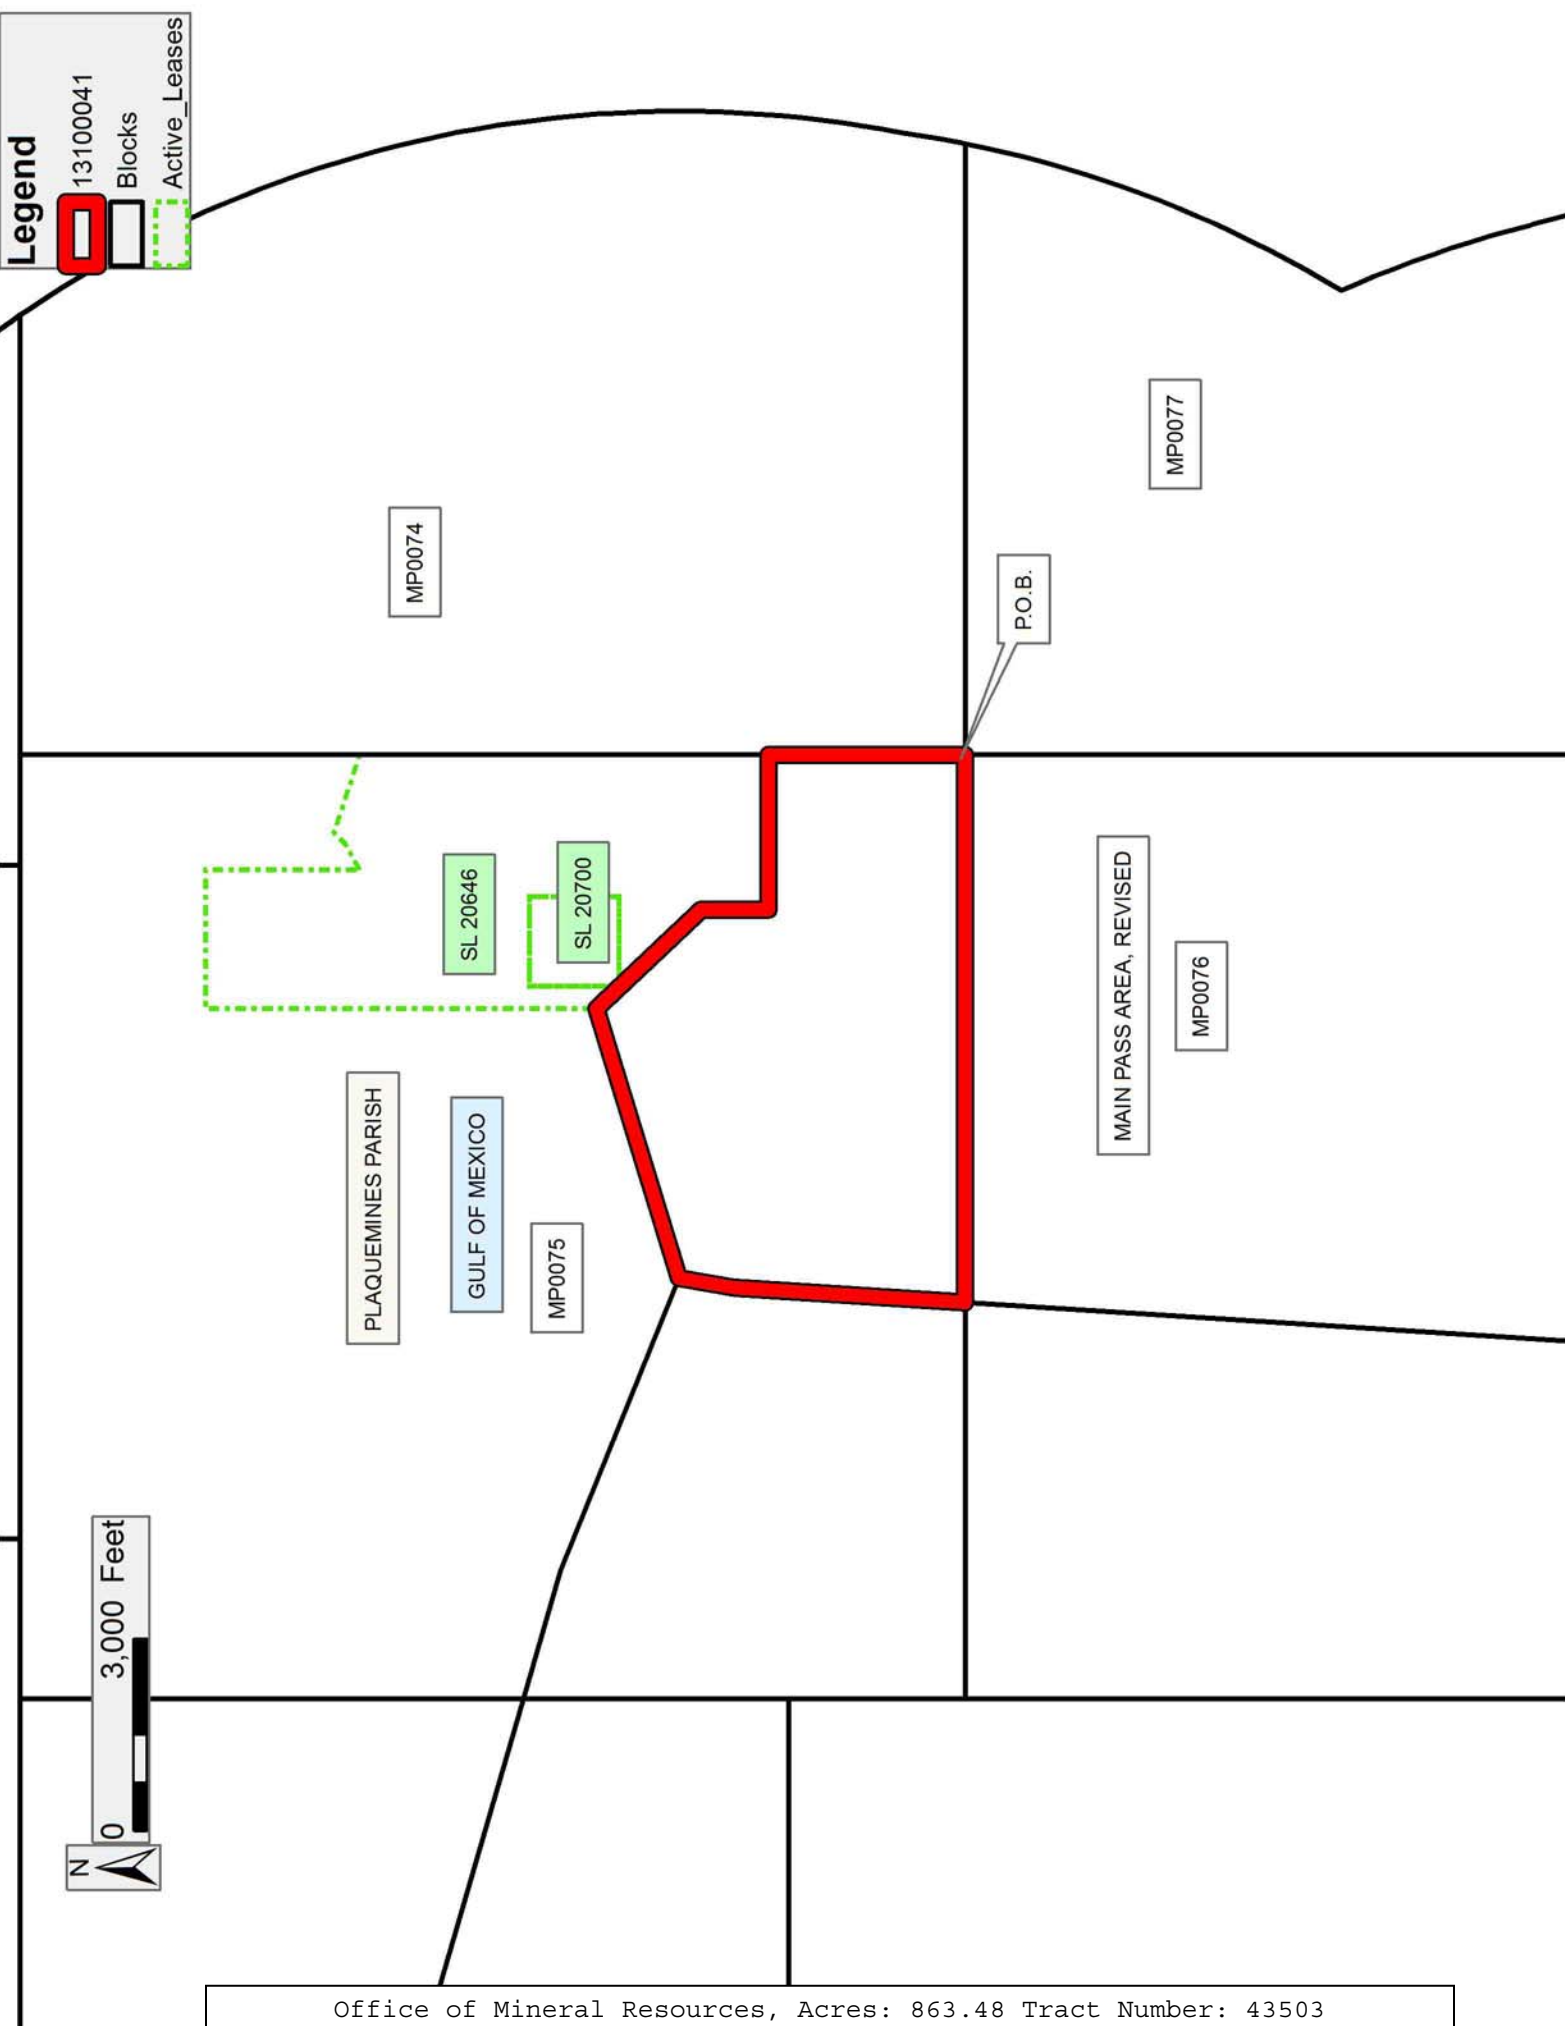 Legend
13100041
Blocks
Active_Leases
MP0074
MP0077
P.O.B.
SL 20646
SL 20700
MAIN PASS AREA, REVISED
MP0076
PLAQUEMINES PARISH
GULF OF MEXICO
MP0075
0 3,000 Feet
N
Office of Mineral Resources, Acres: 863.48 Tract Number: 43503